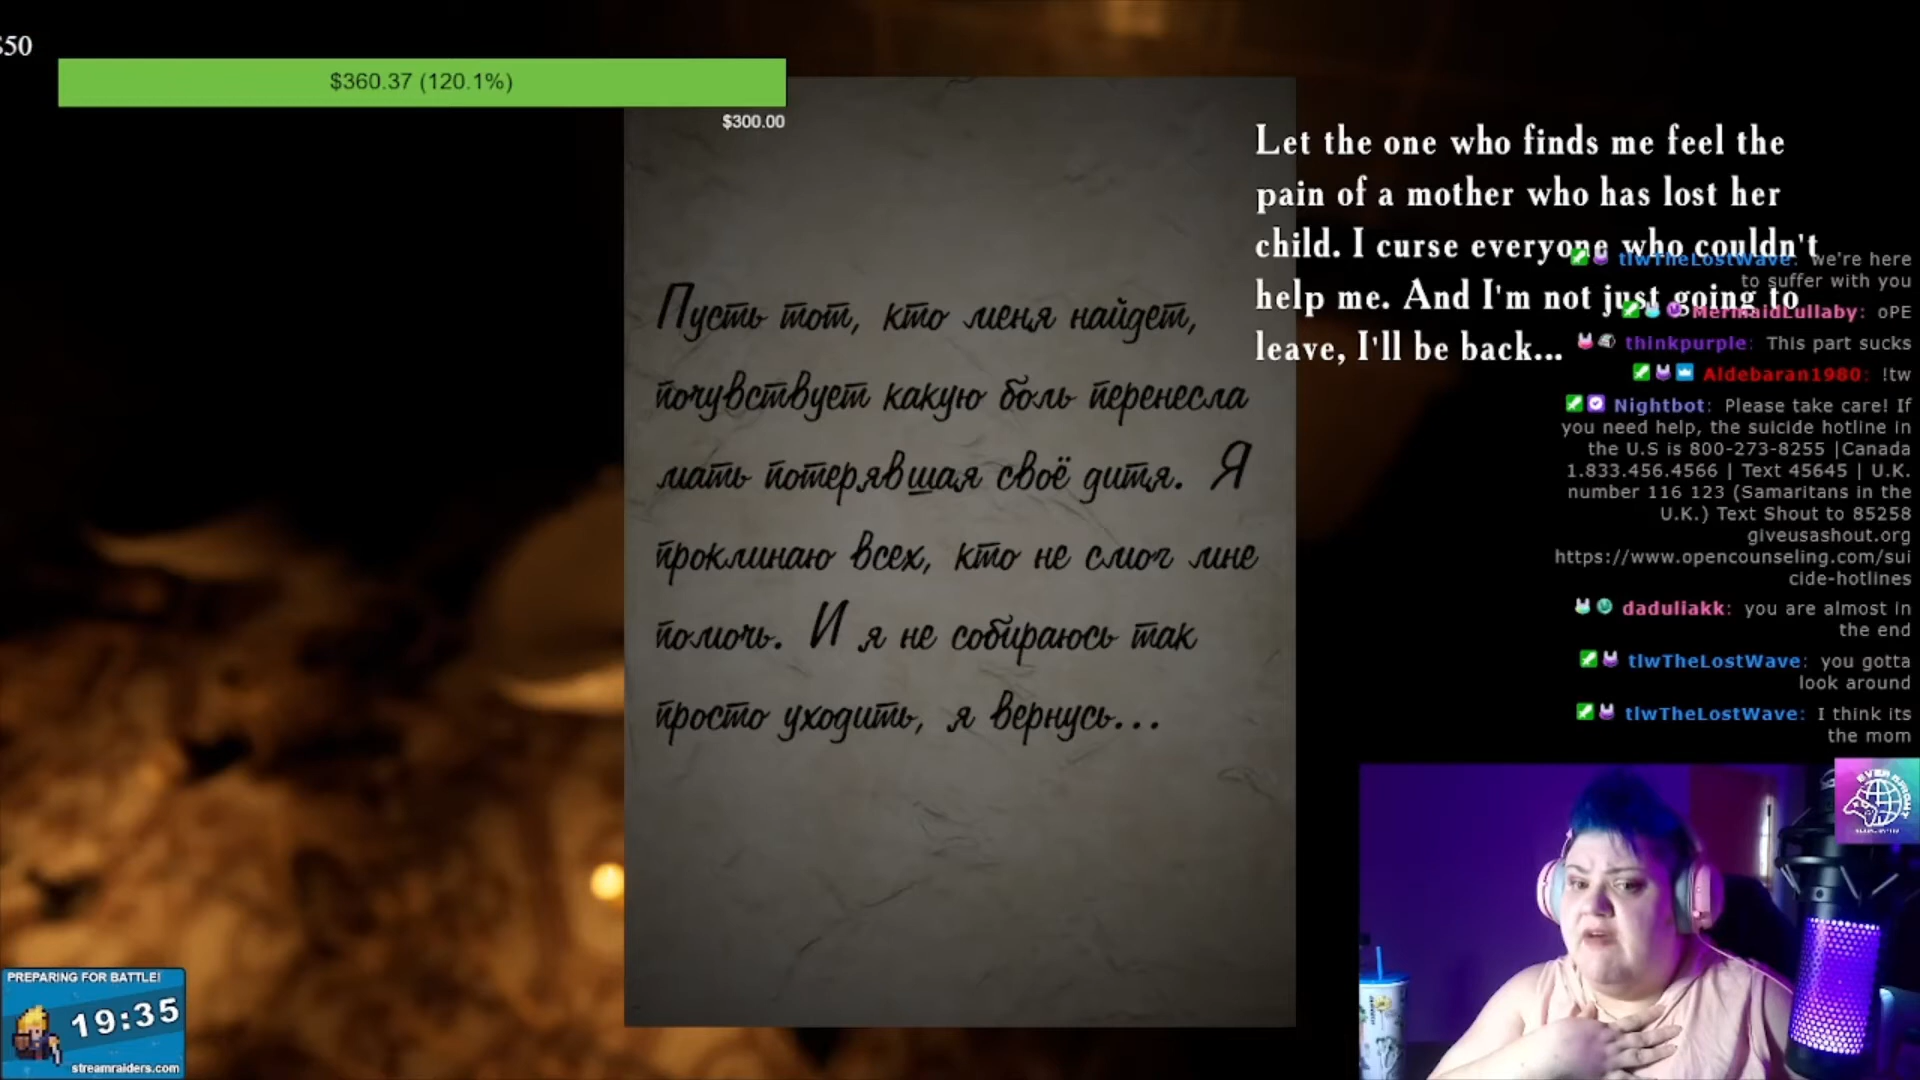 $50
$360.37 (120.1%)
$300.00
Пусть тот, кто меня найдет,
почувствует какую боль перенесла
мать потерявшая своё дитя. Я
проклинаю всех, кто не смог мне
помочь. И я не собираюсь так
просто уходить, я вернусь...
Let the one who finds me feel the
pain of a mother who has lost her
child. I curse everyone who couldn't
help me. And I'm not just going to
leave, I'll be back...
tlwTheLostWave: we're here
to suffer with you
MermaidLullaby: oPE
thinkpurple: This part sucks
Aldebaran1980: !tw
Nightbot: Please take care! If
you need help, the suicide hotline in
the U.S is 800-273-8255 |Canada
1.833.456.4566 | Text 45645 | U.K.
number 116 123 (Samaritans in the
U.K.) Text Shout to 85258
giveusashout.org
https://www.opencounseling.com/sui
cide-hotlines
daduliakk: you are almost in
the end
tlwTheLostWave: you gotta
look around
tlwTheLostWave: I think its
the mom
PREPARING FOR BATTLE!
19:35
streamraiders.com